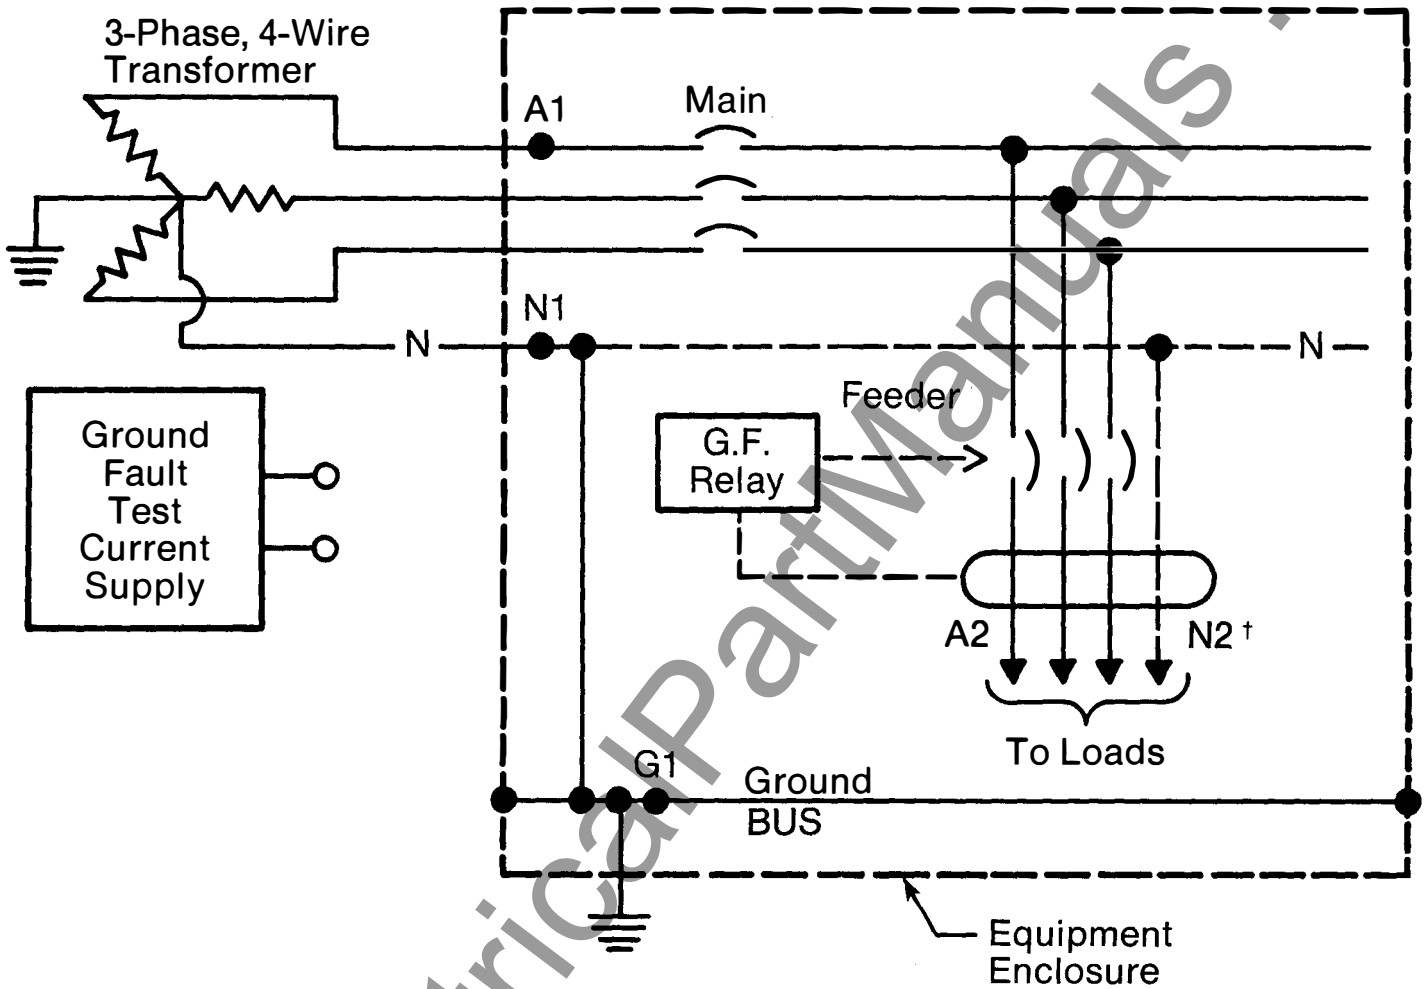 3-Phase, 4-Wire
Transformer
A1
Main
N1
N
N
Ground
Fault
Test
Current
Supply
Feeder
G.F.
Relay
A2
N2 †
To Loads
G1
Ground
BUS
Equipment
Enclosure
tricalPartManuals .